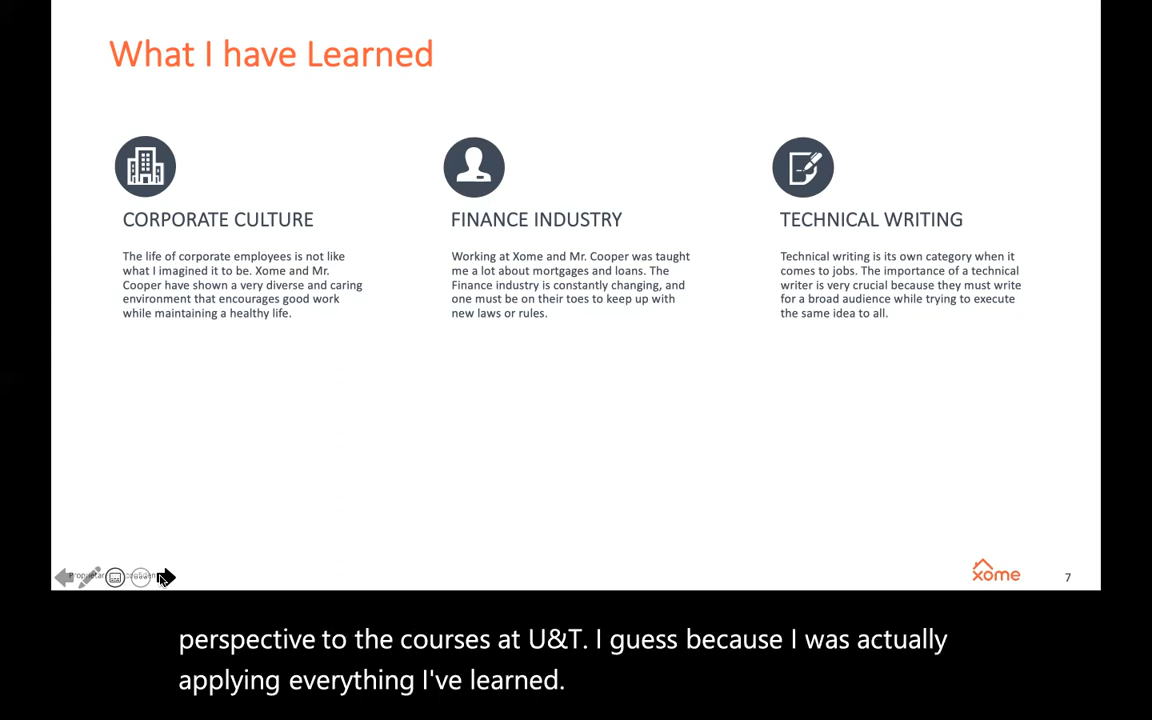 What I have Learned
CORPORATE CULTURE
The life of corporate employees is not like
what I imagined it to be. Xome and Mr.
Cooper have shown a very diverse and caring
environment that encourages good work
while maintaining a healthy life.
FINANCE INDUSTRY
Working at Xome and Mr. Cooper was taught
me a lot about mortgages and loans. The
Finance industry is constantly changing, and
one must be on their toes to keep up with
new laws or rules.
TECHNICAL WRITING
Technical writing is its own category when it
comes to jobs. The importance of a technical
writer is very crucial because they must write
for a broad audience while trying to execute
the same idea to all.
xome
7
perspective to the courses at U&T. I guess because I was actually
applying everything I've learned.